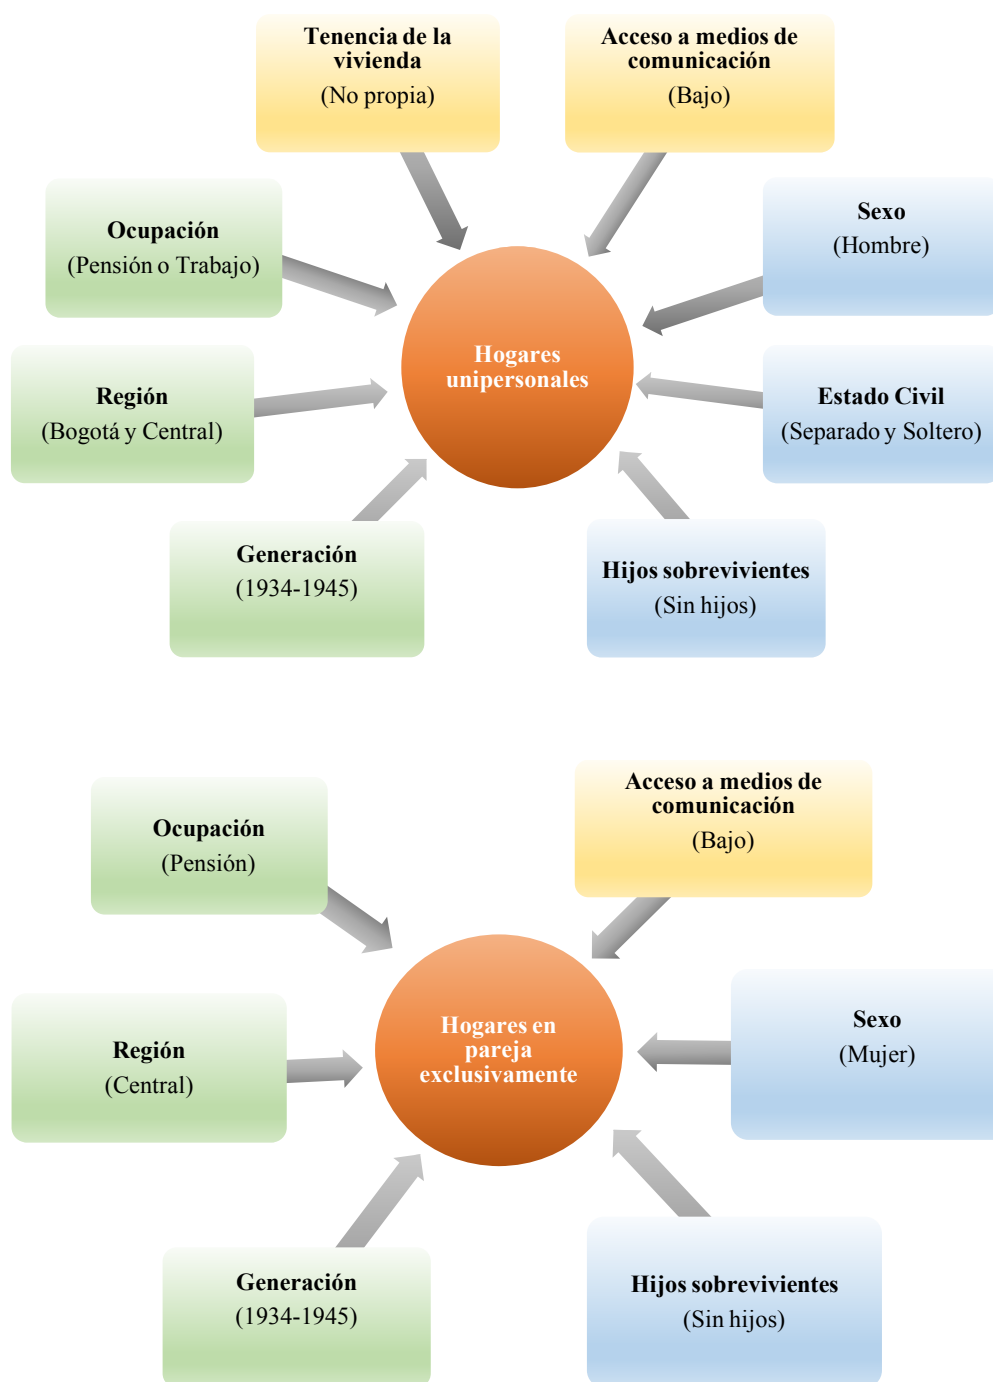 Tenencia de la
vivienda
(No propia)
Acceso a medios de
comunicación
(Bajo)
Ocupación
(Pensión o Trabajo)
Sexo
(Hombre)
Hogares
unipersonales
Región
(Bogotá y Central)
Estado Civil
(Separado y Soltero)
Generación
(1934-1945)
Hijos sobrevivientes
(Sin hijos)
Ocupación
(Pensión)
Acceso a medios de
comunicación
(Bajo)
Región
(Central)
Hogares en
pareja
exclusivamente
Sexo
(Mujer)
Generación
(1934-1945)
Hijos sobrevivientes
(Sin hijos)